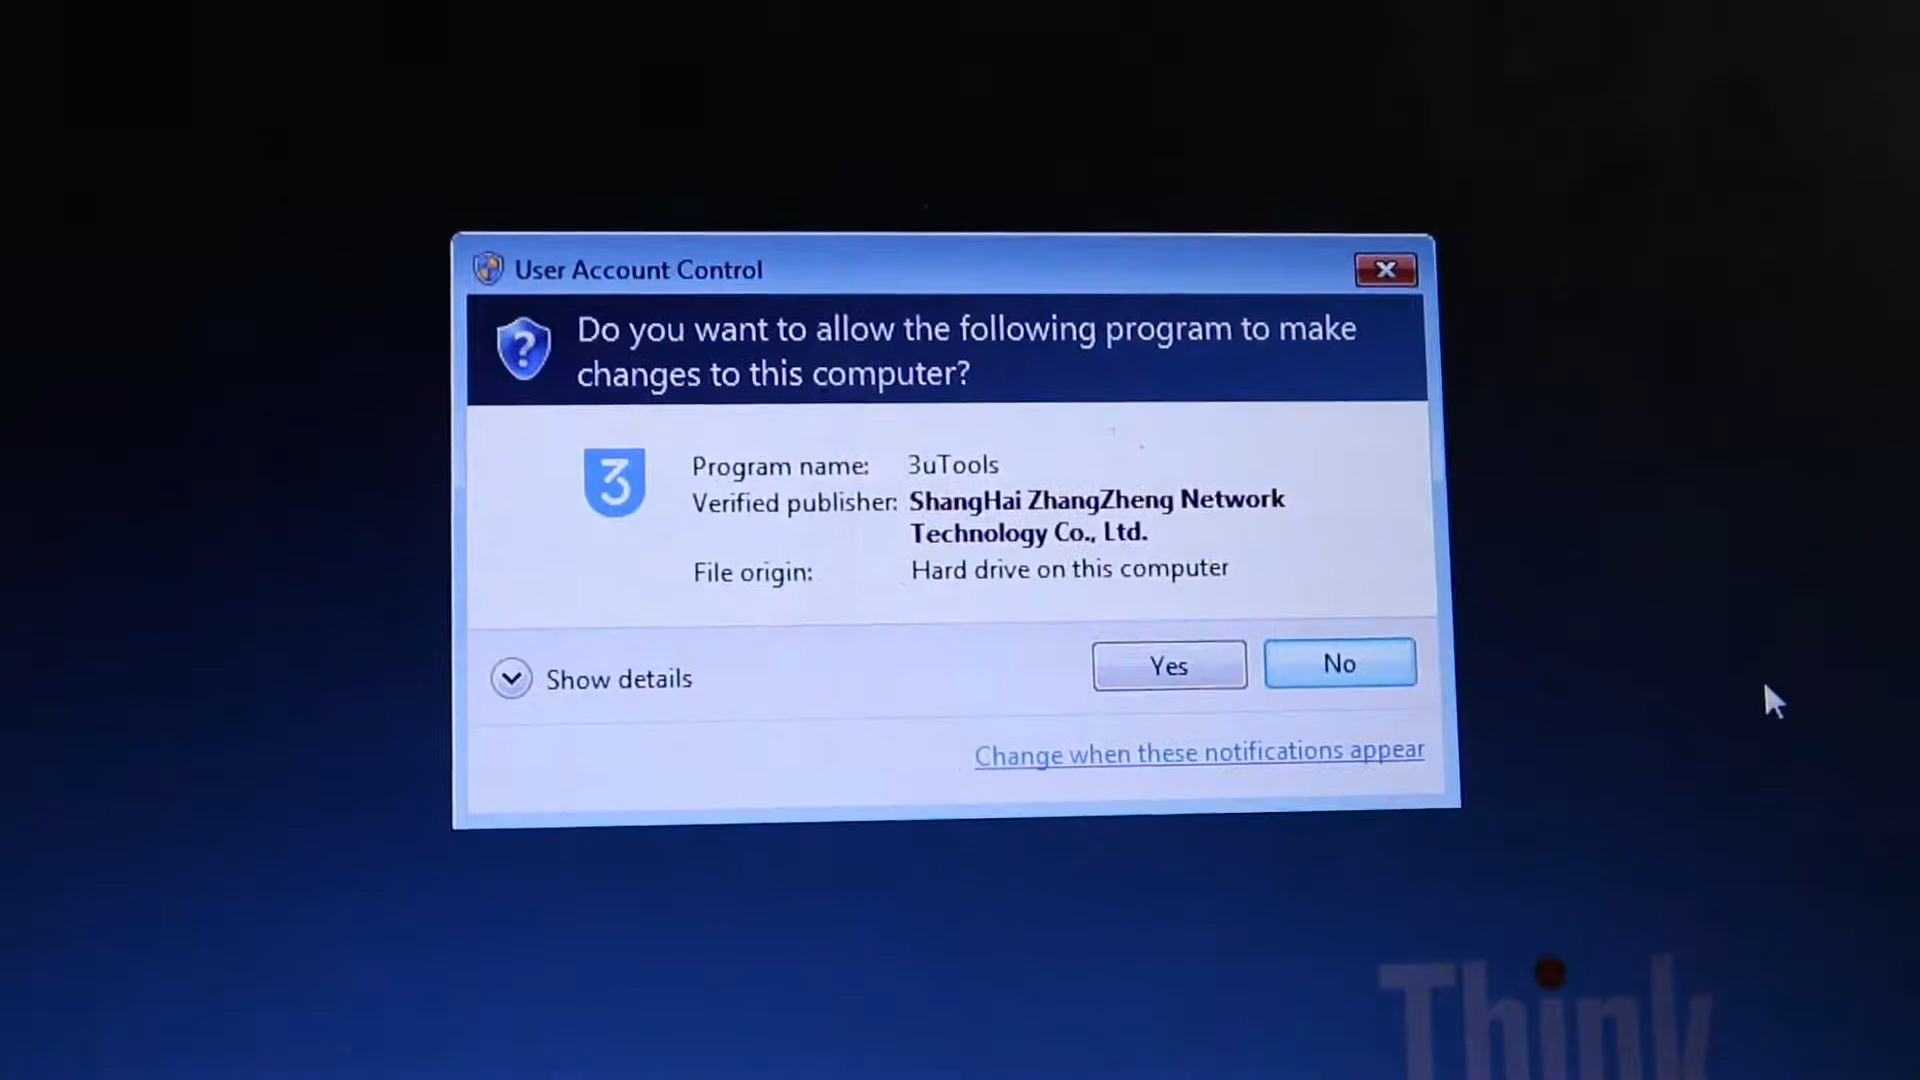 User Account Control
Do you want to allow the following program to make
changes to this computer?
3
Program name: 3uTools
Verified publisher: ShangHai ZhangZheng Network
Technology Co., Ltd.
File origin: Hard drive on this computer
Show details
Yes
No
Change when these notifications appear
Think